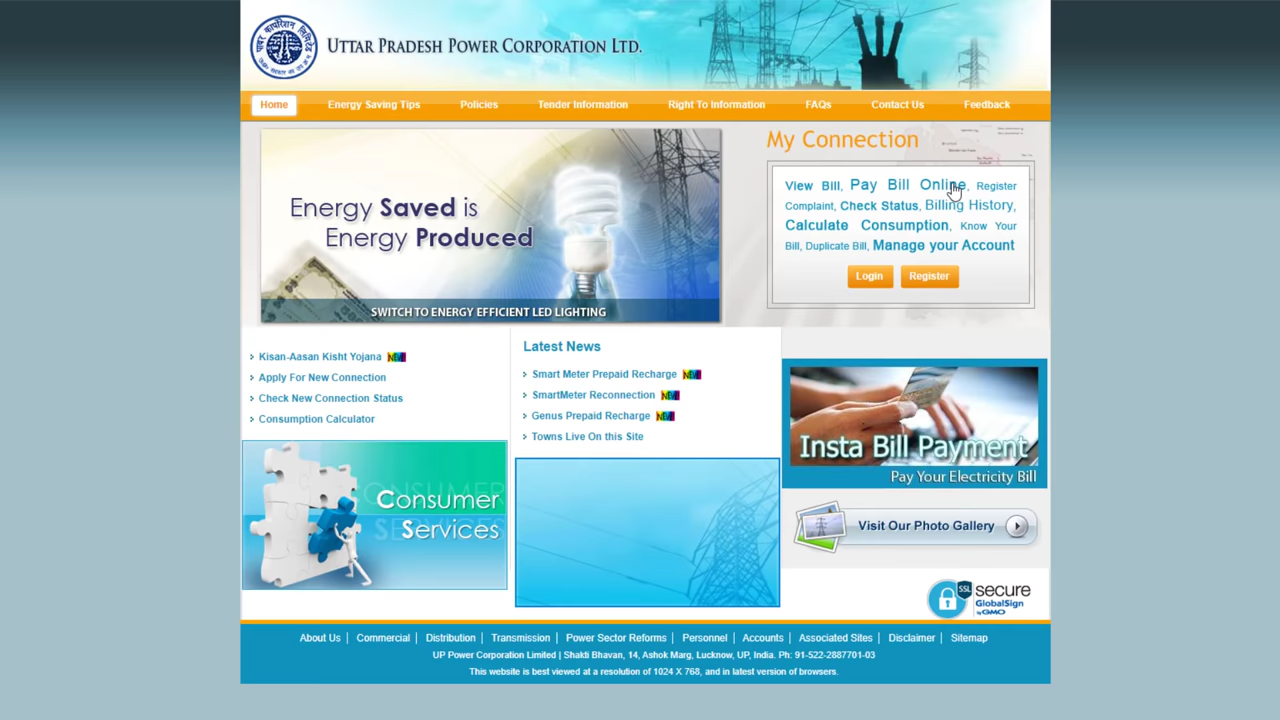 UTTAR PRADESH POWER CORPORATION LTD.
Home
Energy Saving Tips
Policies
Tender Information
Right To Information
FAQs
Contact Us
Feedback
Energy Saved is
Energy Produced
SWITCH TO ENERGY EFFICIENT LED LIGHTING
My Connection
View Bill, Pay Bill Online, Register
Complaint, Check Status, Billing History,
Calculate Consumption, Know Your
Bill, Duplicate Bill, Manage your Account
Login
Register
Kisan-Aasan Kisht Yojana NEW!
Apply For New Connection
Check New Connection Status
Consumption Calculator
CONSUMER
Consumer
SERVICES
Services
Latest News
Smart Meter Prepaid Recharge NEW!
SmartMeter Reconnection NEW!
Genus Prepaid Recharge NEW!
Towns Live On this Site
Insta Bill Payment
Pay Your Electricity Bill
Visit Our Photo Gallery
SSL
secure
GlobalSign
by GMO
About Us | Commercial | Distribution | Transmission | Power Sector Reforms | Personnel | Accounts | Associated Sites | Disclaimer | Sitemap
UP Power Corporation Limited | Shakti Bhavan, 14, Ashok Marg, Lucknow, UP, India. Ph: 91-522-2887701-03
This website is best viewed at a resolution of 1024 X 768, and in latest version of browsers.